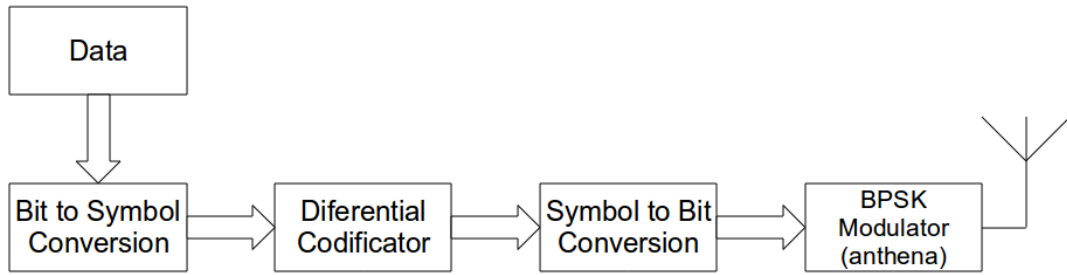 Data
Bit to Symbol
Conversion
Diferential
Codificator
Symbol to Bit
Conversion
BPSK
Modulator
(anthena)